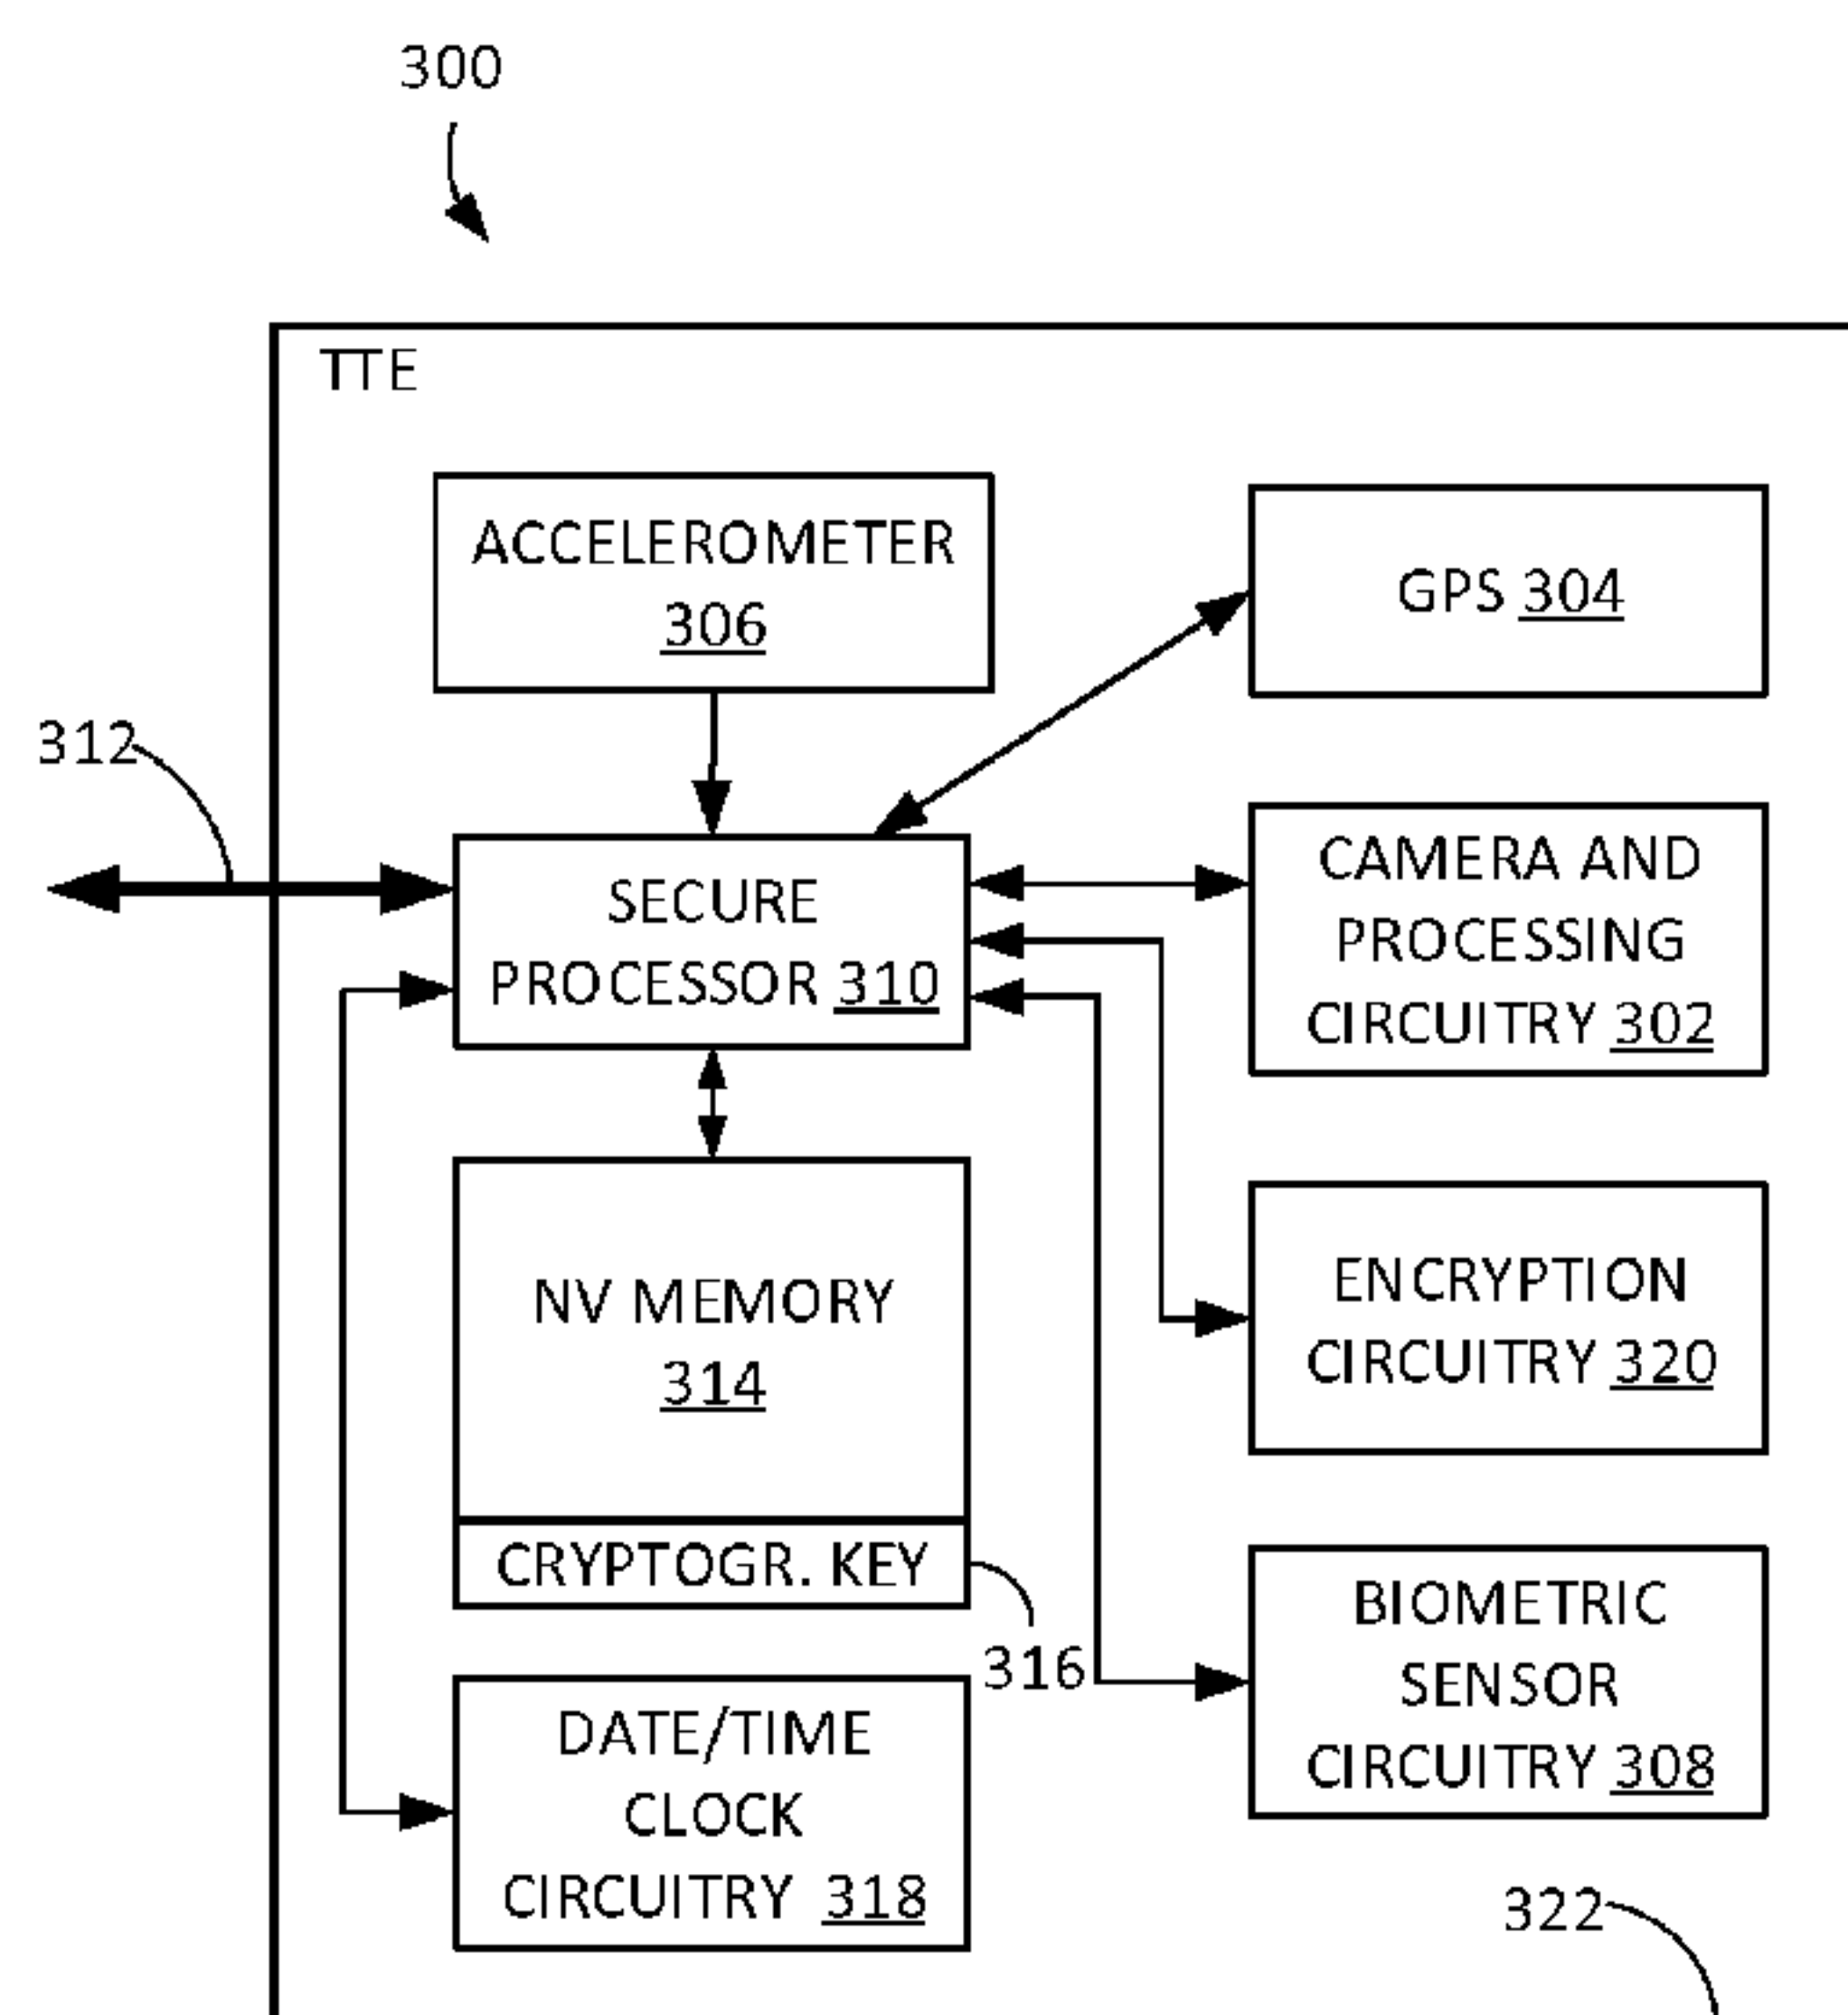 300
TTE
ACCELEROMETER
306
GPS 304
312
SECURE
PROCESSOR 310
CAMERA AND
PROCESSING
CIRCUITRY 302
NV MEMORY
314
CRYPTOGR. KEY
316
ENCRYPTION
CIRCUITRY 320
DATE/TIME
CLOCK
CIRCUITRY 318
BIOMETRIC
SENSOR
CIRCUITRY 308
322